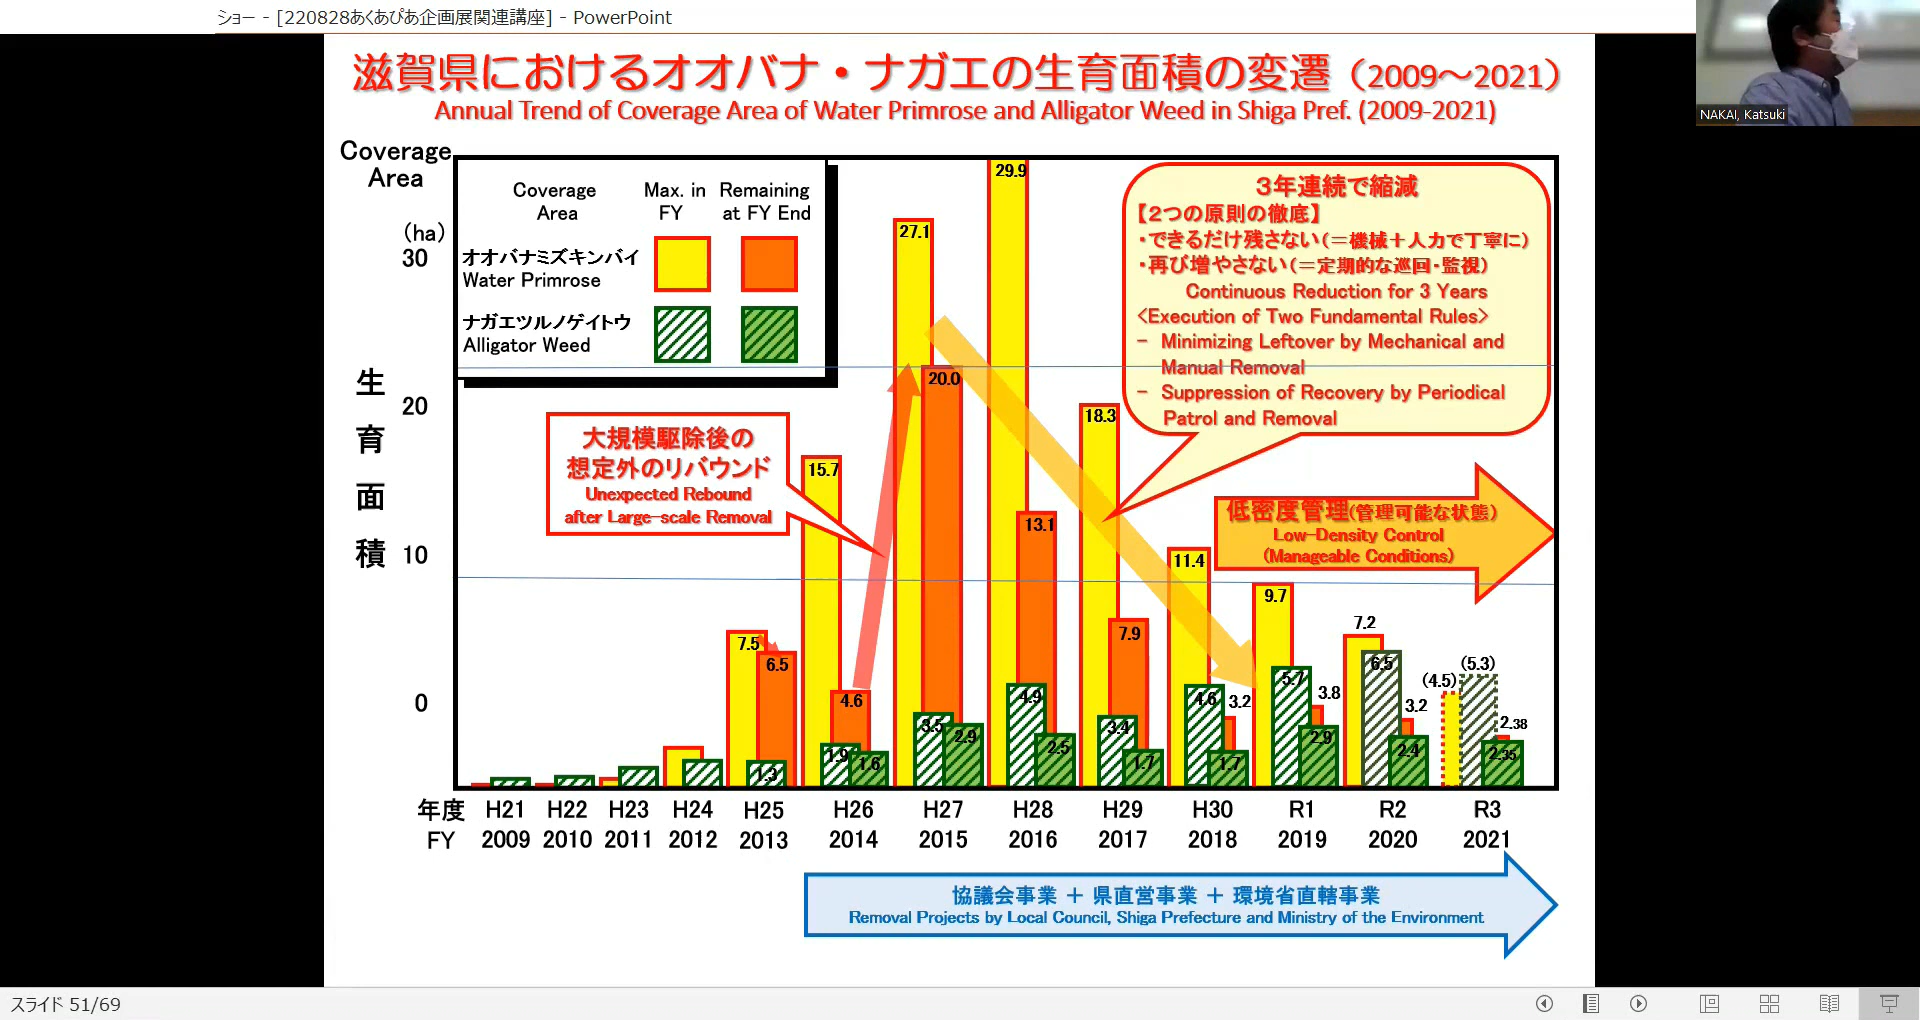 ショー - [220828あくあぴあ企画展関連講座] - PowerPoint
NAKAI, Katsuki
滋賀県におけるオオバナ・ナガエの生育面積の変遷（2009～2021）
Annual Trend of Coverage Area of Water Primrose and Alligator Weed in Shiga Pref. (2009-2021)
Coverage
Area
(ha)
30
20
10
0
生育面積
Coverage
Area
Max. in
FY
Remaining
at FY End
オオバナミズキンバイ
Water Primrose
ナガエツルノゲイトウ
Alligator Weed
大規模駆除後の
想定外のリバウンド
Unexpected Rebound
after Large-scale Removal
３年連続で縮減
【２つの原則の徹底】
・できるだけ残さない（＝機械＋人力で丁寧に）
・再び増やさない（＝定期的な巡回・監視）
Continuous Reduction for 3 Years
<Execution of Two Fundamental Rules>
- Minimizing Leftover by Mechanical and
Manual Removal
- Suppression of Recovery by Periodical
Patrol and Removal
低密度管理（管理可能な状態）
Low-Density Control
(Manageable Conditions)
7.5
6.5
1.3
15.7
4.6
1.9
1.6
27.1
20.0
3.5
2.9
29.9
13.1
4.9
2.5
18.3
7.9
3.4
1.7
11.4
4.6
3.2
1.7
9.7
5.7
3.8
2.9
7.2
6.5
3.2
2.4
(4.5)
(5.3)
2.38
2.35
年度 H21 H22 H23 H24 H25 H26 H27 H28 H29 H30 R1 R2 R3
FY 2009 2010 2011 2012 2013 2014 2015 2016 2017 2018 2019 2020 2021
協議会事業 ＋ 県直営事業 ＋ 環境省直轄事業
Removal Projects by Local Council, Shiga Prefecture and Ministry of the Environment
スライド 51/69